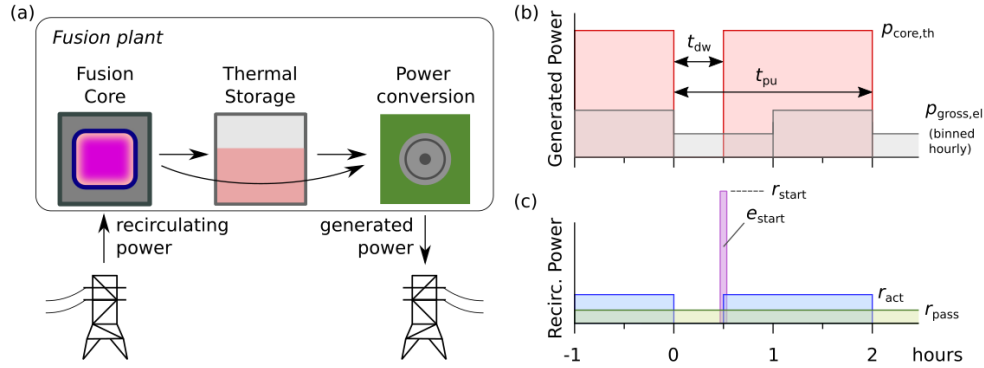 (a)
Fusion plant
Fusion
Core
Thermal
Storage
Power
conversion
recirculating
power
generated
power
(b)
Generated Power
t_dw
t_pu
p_core,th
p_gross,el
(binned
hourly)
(c)
Recirc. Power
r_start
e_start
r_act
r_pass
-1 0 1 2 hours